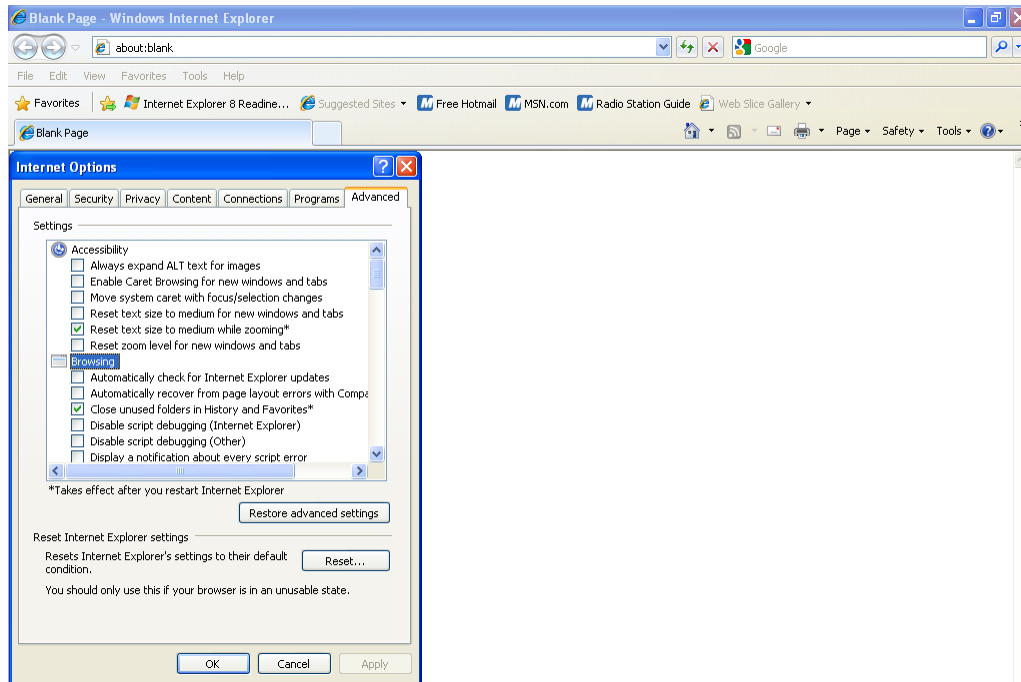 Blank Page - Windows Internet Explorer
about:blank
Google
File Edit View Favorites Tools Help
Favorites Internet Explorer 8 Readine... Suggested Sites Free Hotmail MSN.com Radio Station Guide Web Slice Gallery
Blank Page Page Safety Tools
Internet Options
General Security Privacy Content Connections Programs Advanced
Settings
Accessibility
Always expand ALT text for images
Enable Caret Browsing for new windows and tabs
Move system caret with focus/selection changes
Reset text size to medium for new windows and tabs
Reset text size to medium while zooming*
Reset zoom level for new windows and tabs
Browsing
Automatically check for Internet Explorer updates
Automatically recover from page layout errors with Compa
Close unused folders in History and Favorites*
Disable script debugging (Internet Explorer)
Disable script debugging (Other)
Display a notification about every script error
*Takes effect after you restart Internet Explorer
Restore advanced settings
Reset Internet Explorer settings
Resets Internet Explorer's settings to their default
condition.
Reset...
You should only use this if your browser is in an unusable state.
OK Cancel Apply